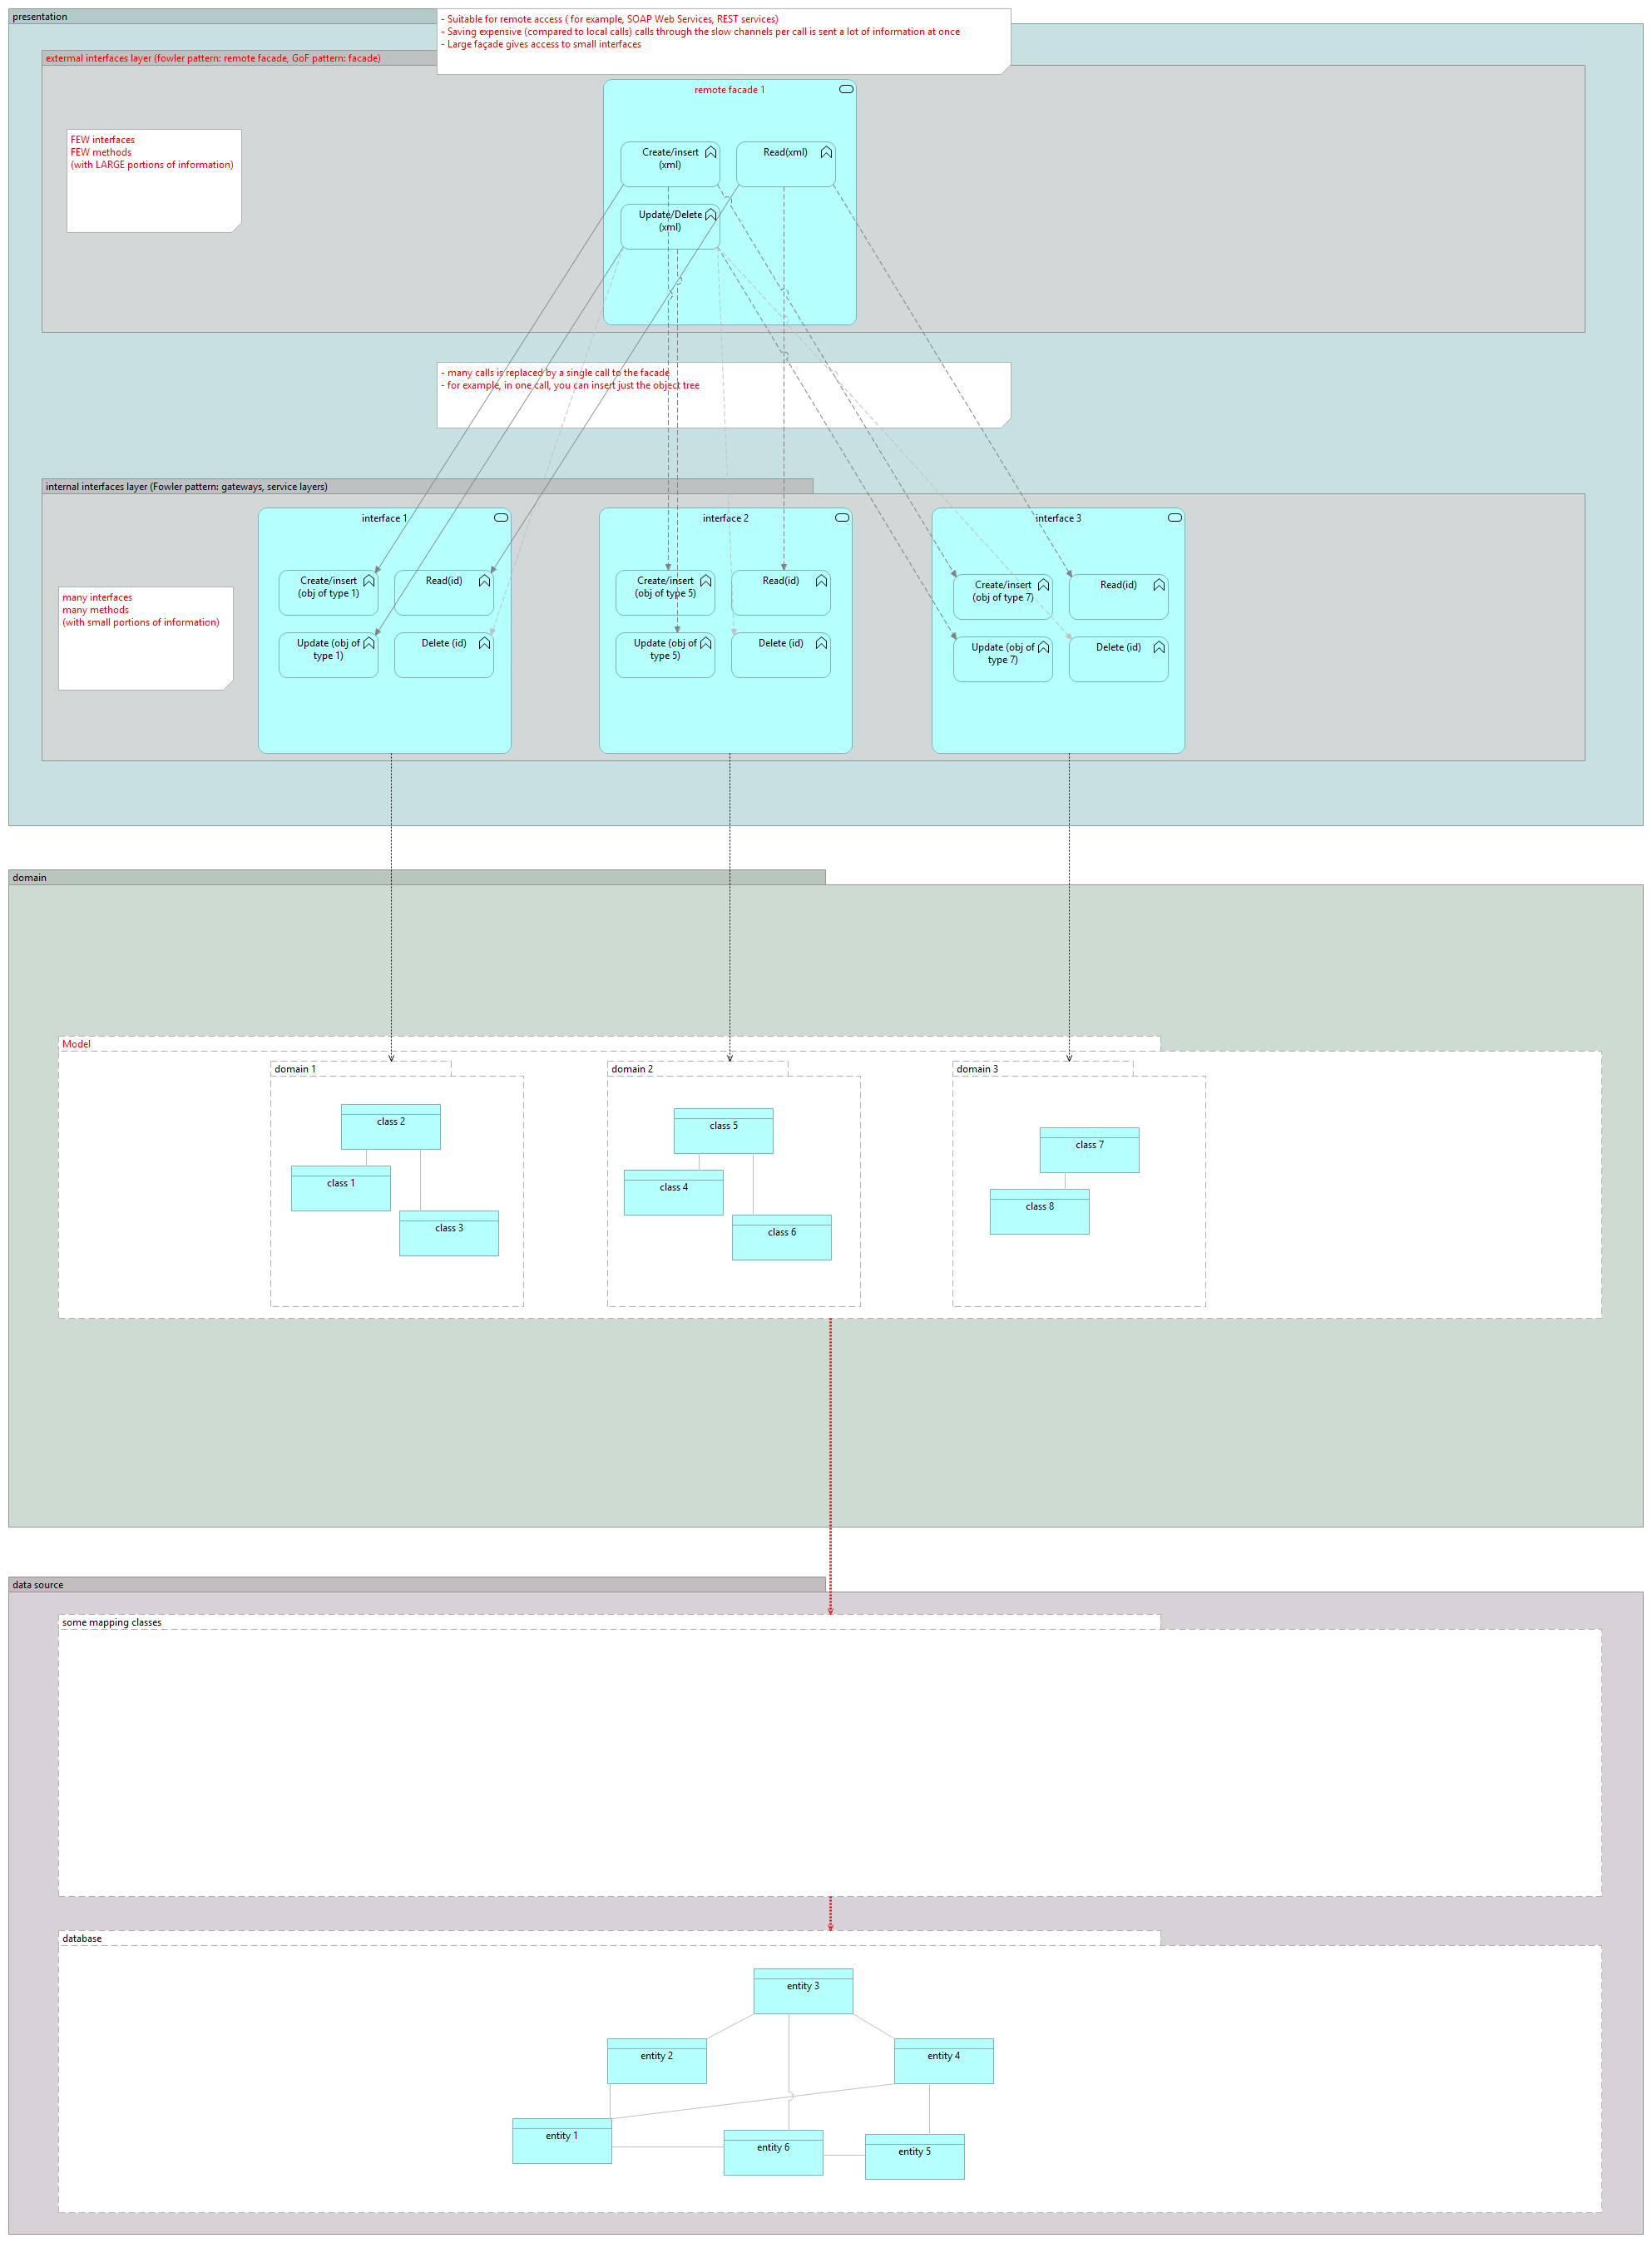 presentation
- Suitable for remote access ( for example, SOAP Web Services, REST services)
- Saving expensive (compared to local calls) calls through the slow channels per call is sent a lot of information at once
- Large façade gives access to small interfaces
extermal interfaces layer (fowler pattern: remote facade, GoF pattern: facade)
remote facade 1
FEW interfaces
FEW methods
(with LARGE portions of information)
Create/insert
(xml)
Read(xml)
Update/Delete
(xml)
- many calls is replaced by a single call to the facade
- for example, in one call, you can insert just the object tree
internal interfaces layer (Fowler pattern: gateways, service layers)
interface 1
interface 2
interface 3
many interfaces
many methods
(with small portions of information)
Create/insert
(obj of type 1)
Read(id)
Update (obj of
type 1)
Delete (id)
Create/insert
(obj of type 5)
Read(id)
Update (obj of
type 5)
Delete (id)
Create/insert
(obj of type 7)
Read(id)
Update (obj of
type 7)
Delete (id)
domain
Model
domain 1
class 2
class 1
class 3
domain 2
class 5
class 4
class 6
domain 3
class 7
class 8
data source
some mapping classes
database
entity 3
entity 2
entity 4
entity 1
entity 6
entity 5